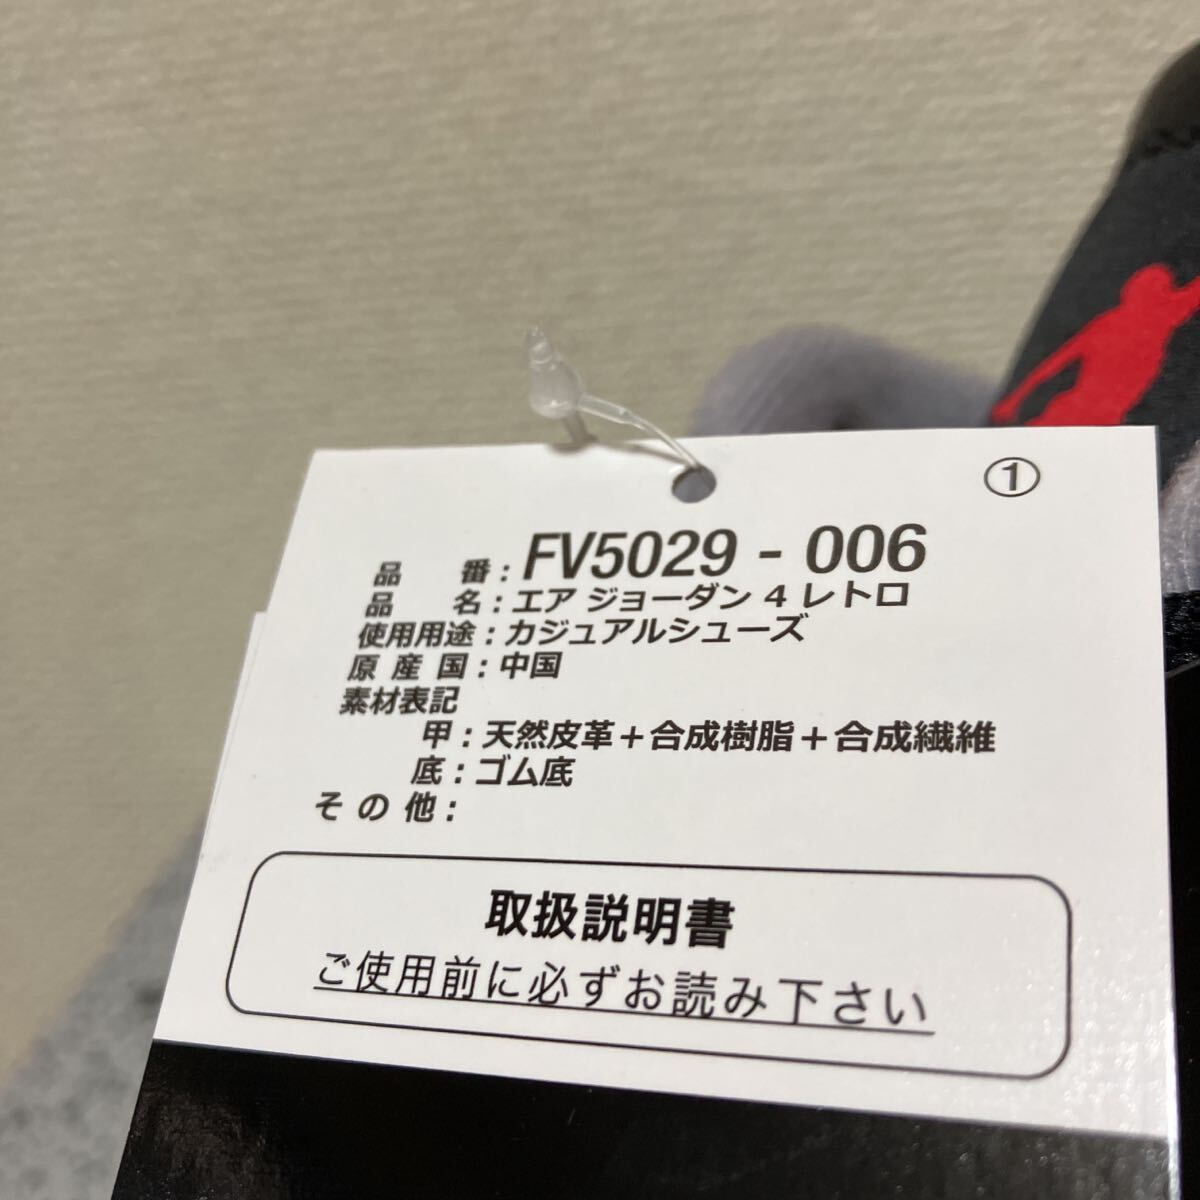 ①
品　番：FV5029 - 006
品　名：エア ジョーダン 4 レトロ
使用用途：カジュアルシューズ
原 産 国：中国
素材表記
甲：天然皮革＋合成樹脂＋合成繊維
底：ゴム底
そ の 他：
取扱説明書
ご使用前に必ずお読み下さい